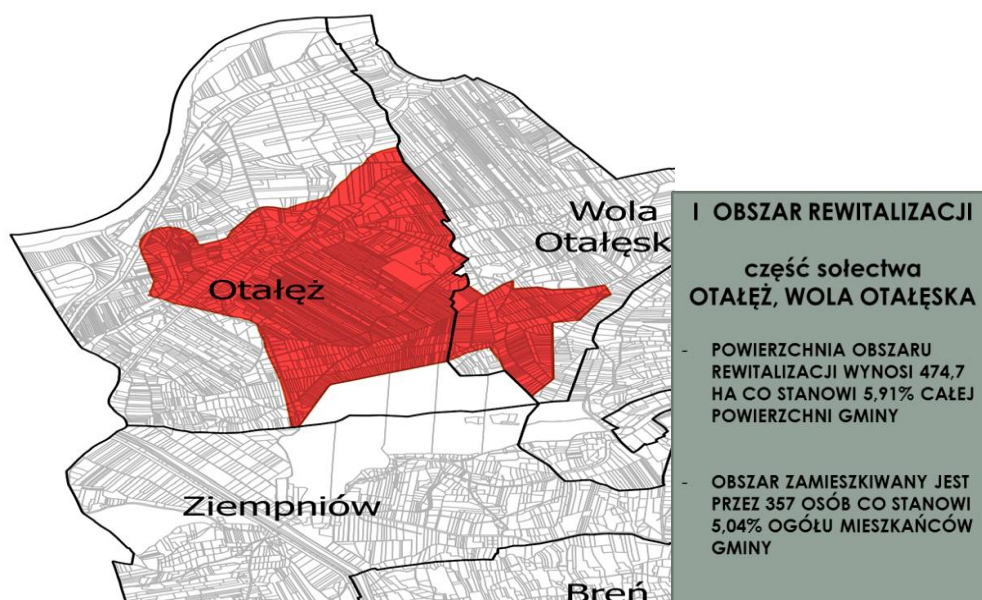 Wola
Otałęsk
Otałęż
Ziempniów
Breń
I OBSZAR REWITALIZACJI
część sołectwa
OTAŁĘŻ, WOLA OTAŁĘSKA
- POWIERZCHNIA OBSZARU
REWITALIZACJI WYNOSI 474,7
HA CO STANOWI 5,91% CAŁEJ
POWIERZCHNI GMINY
- OBSZAR ZAMIESZKIWANY JEST
PRZEZ 357 OSÓB CO STANOWI
5,04% OGÓŁU MIESZKAŃCÓW
GMINY